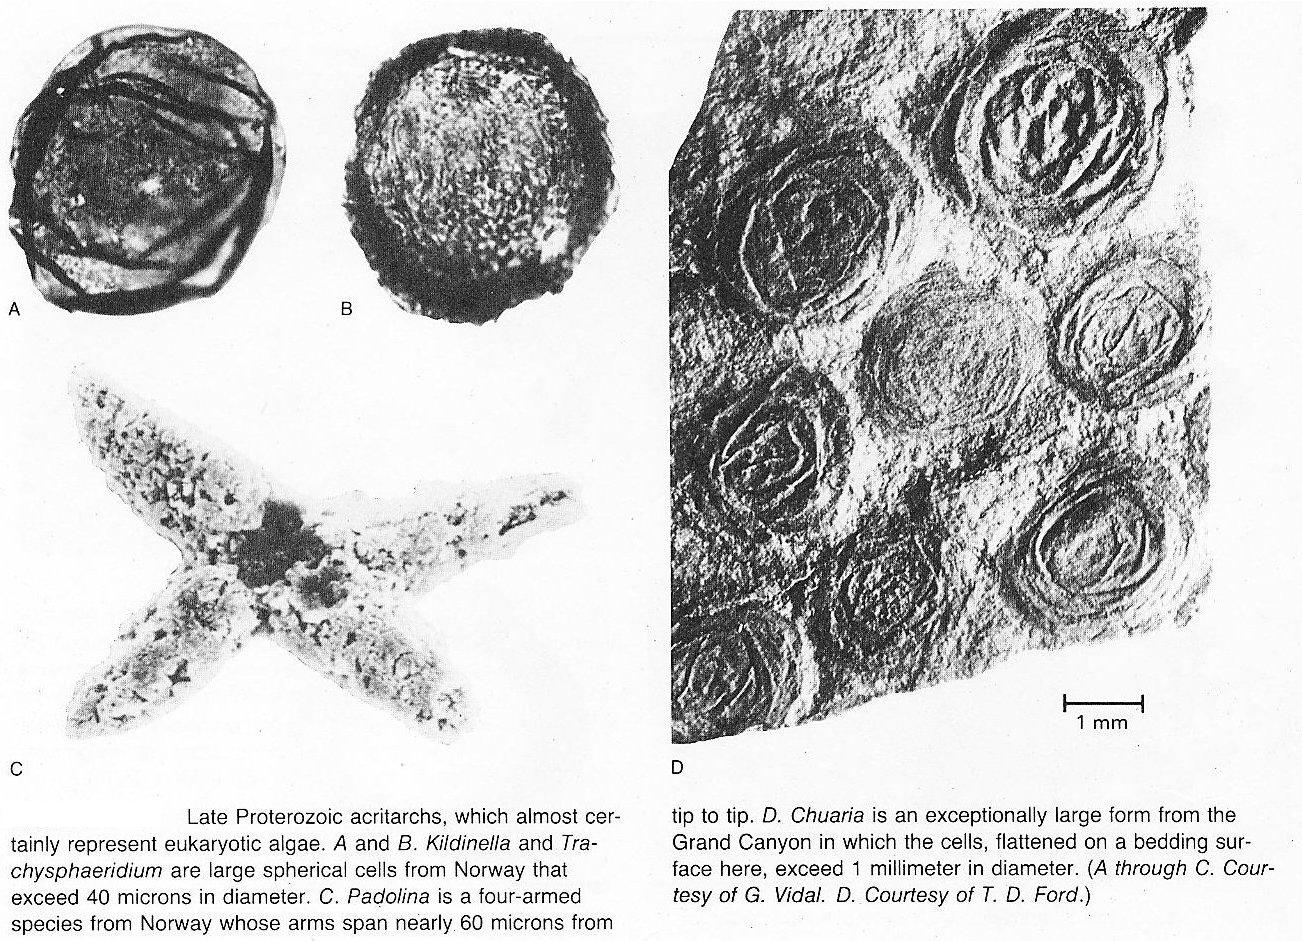 A
B
C
D
1 mm
Late Proterozoic acritarchs, which almost cer-
tainly represent eukaryotic algae. A and B. Kildinella and Tra-
chysphaeridium are large spherical cells from Norway that
exceed 40 microns in diameter. C. Padolina is a four-armed
species from Norway whose arms span nearly 60 microns from
tip to tip. D. Chuaria is an exceptionally large form from the
Grand Canyon in which the cells, flattened on a bedding sur-
face here, exceed 1 millimeter in diameter. (A through C. Cour-
tesy of G. Vidal. D. Courtesy of T. D. Ford.)